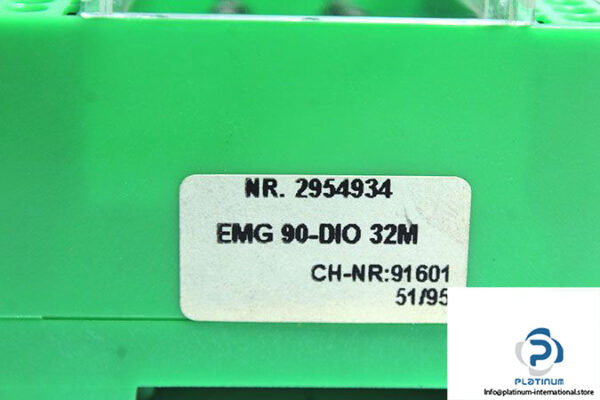 NR. 2954934
EMG 90-DIO 32M
CH-NR:91601
51/95
PLATINUM
Info@platinum-international.store